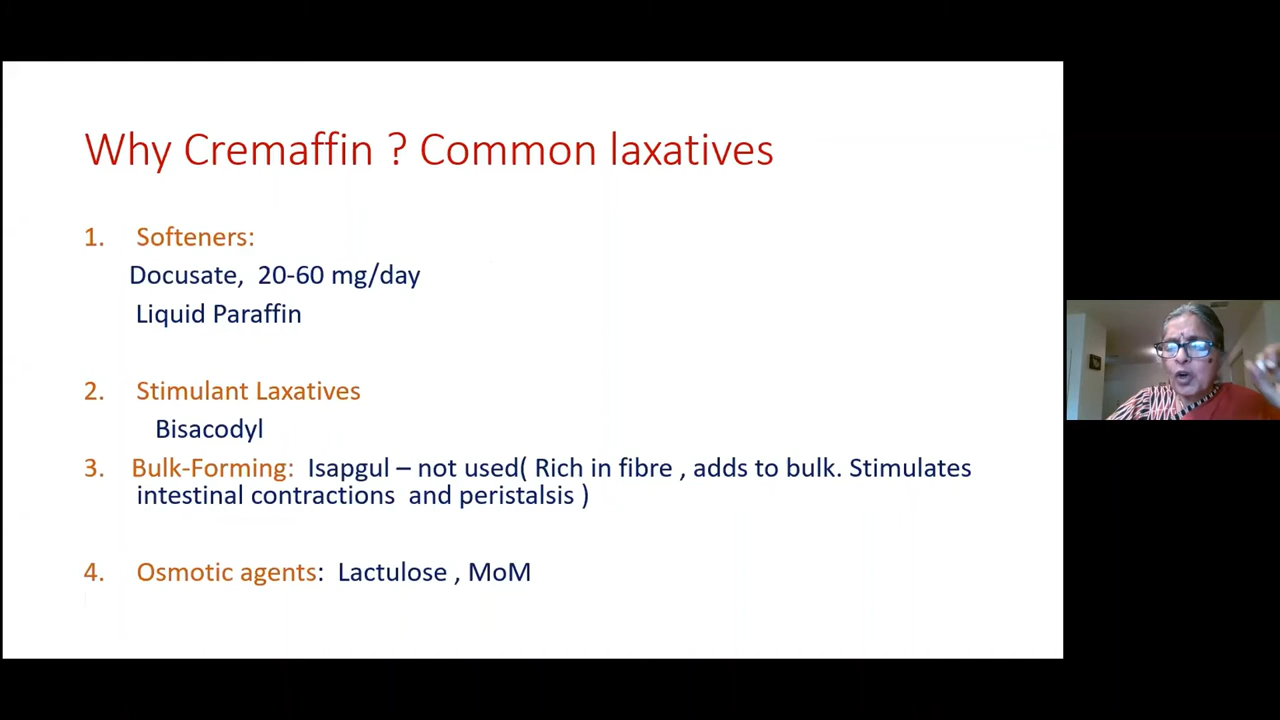 Why Cremaffin ? Common laxatives
1. Softeners:
Docusate, 20-60 mg/day
Liquid Paraffin
2. Stimulant Laxatives
Bisacodyl
3. Bulk-Forming: Isapgul – not used( Rich in fibre , adds to bulk. Stimulates
intestinal contractions and peristalsis )
4. Osmotic agents: Lactulose , MoM